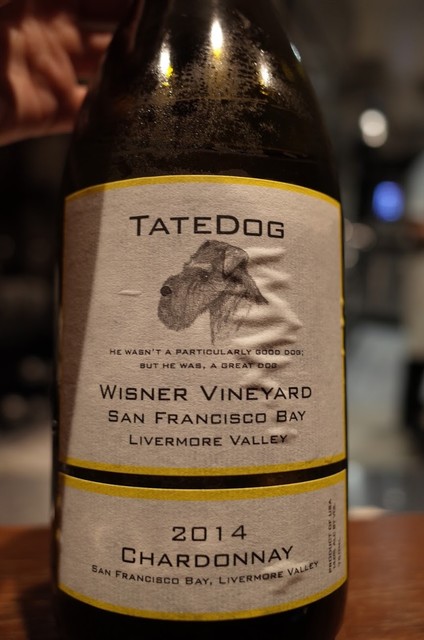 TATEDOG
HE WASN'T A PARTICULARLY GOOD DOG;
BUT HE WAS, A GREAT DOG
WISNER VINEYARD
SAN FRANCISCO BAY
LIVERMORE VALLEY
2014
CHARDONNAY
SAN FRANCISCO BAY, LIVERMORE VALLEY
PRODUCT OF USA